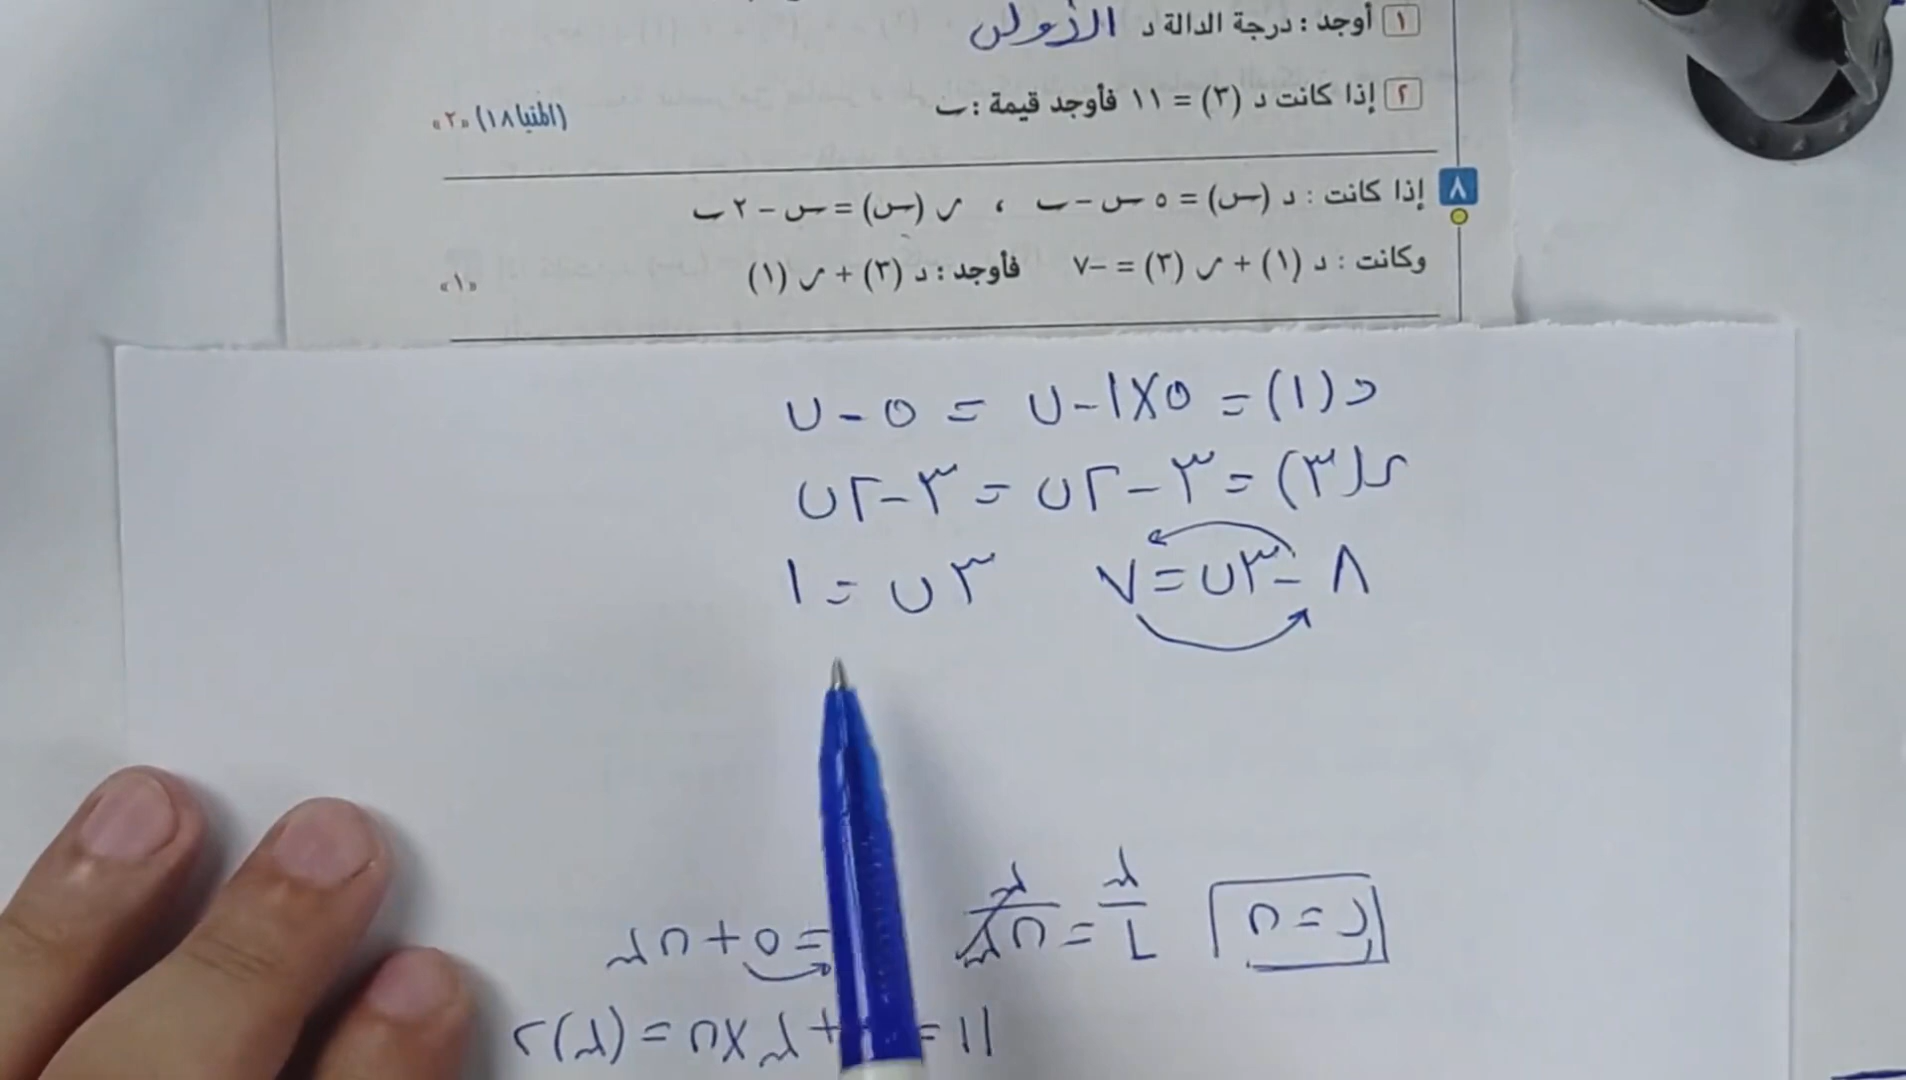 ١ أوجد : درجة الدالة د الأولى
٢ إذا كانت د (٣) = ١١ فأوجد قيمة : ب (المنيا ١٨) «٢»
٨ إذا كانت : د (س) = ٥ س – ب ، ر (س) = س – ٢ ب
وكانت : د (١) + ر (٣) = –٧ فأوجد : د (٣) + ر (١) «١»
د (١) = ٥×١ – ب = ٥ – ب
ر (٣) = ٣ – ٢ب = ٣ – ٢ب
٨ – ٣ب = ٧ ٣ب = ١